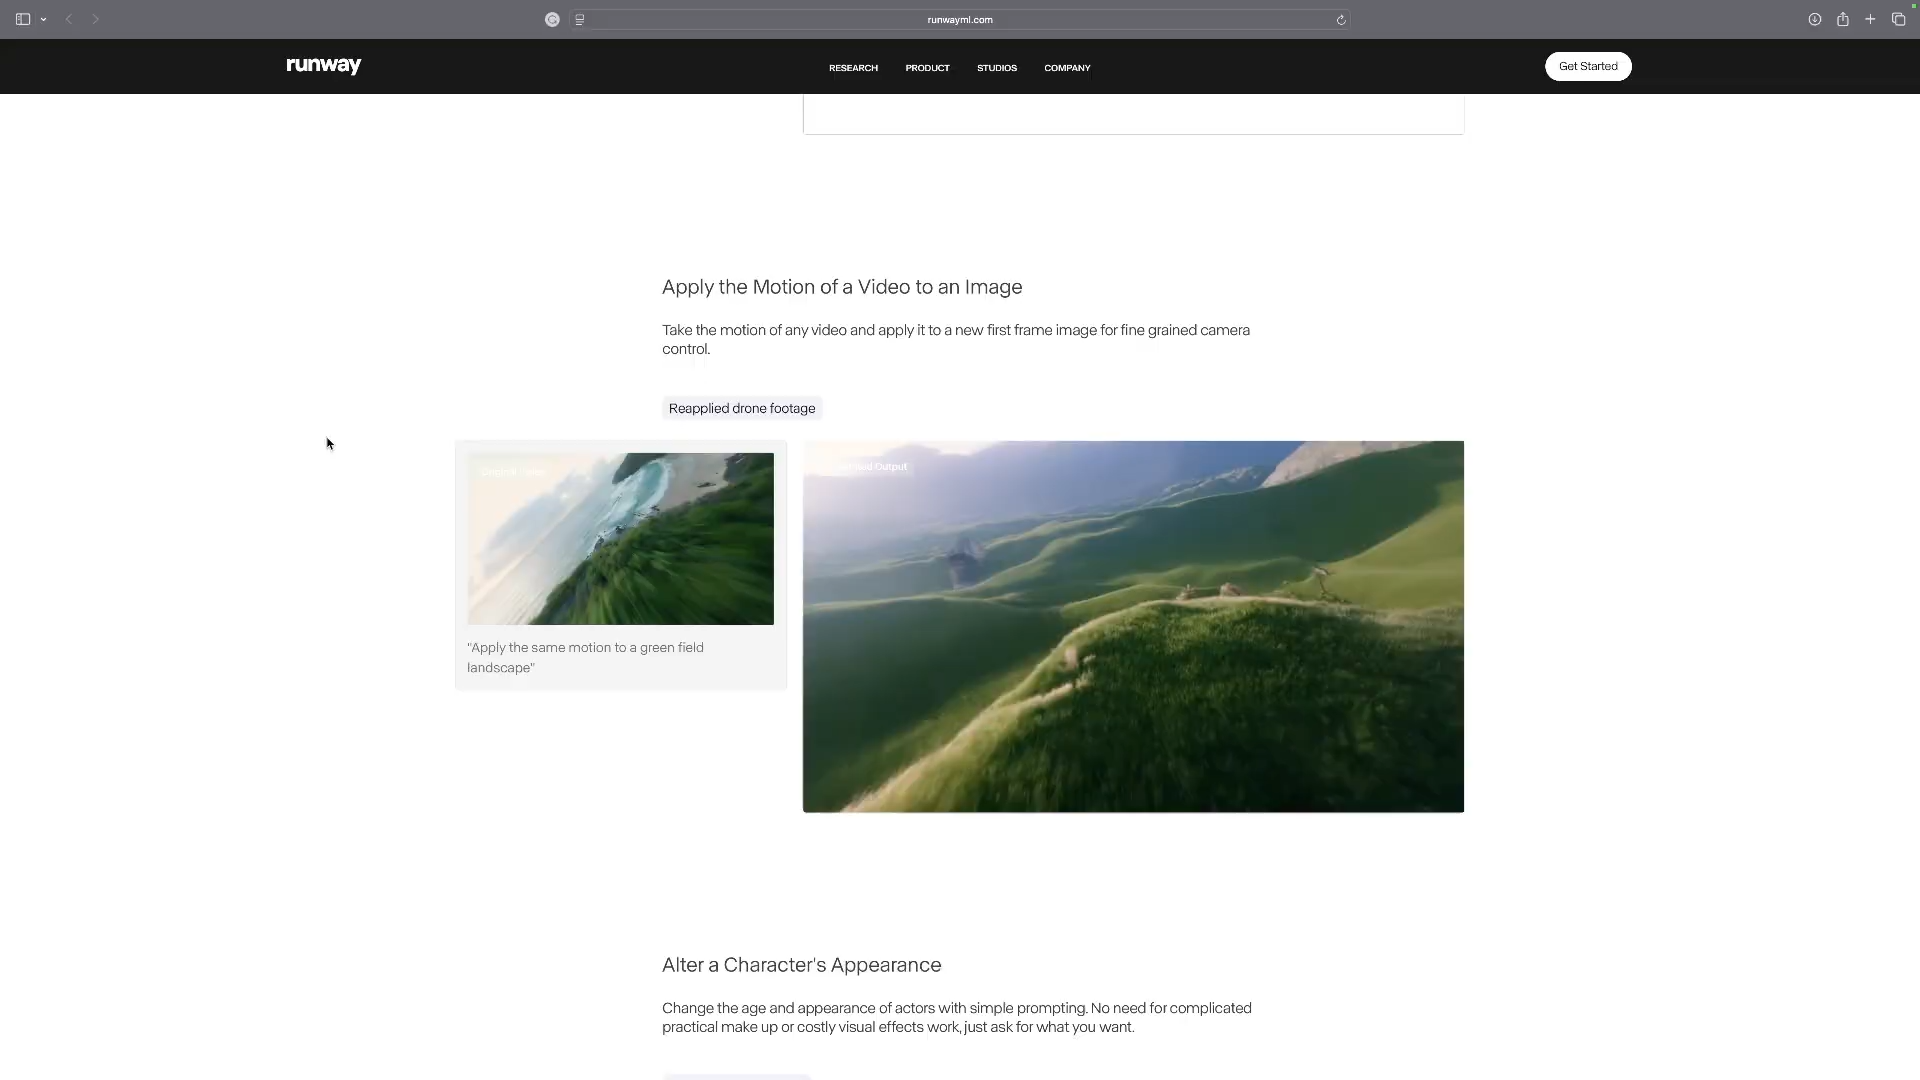 runwayml.com
runway
RESEARCH
PRODUCT
STUDIOS
COMPANY
Get Started
Apply the Motion of a Video to an Image
Take the motion of any video and apply it to a new first frame image for fine grained camera
control.
Reapplied drone footage
Output
"Apply the same motion to a green field
landscape"
Alter a Character's Appearance
Change the age and appearance of actors with simple prompting. No need for complicated
practical make up or costly visual effects work, just ask for what you want.